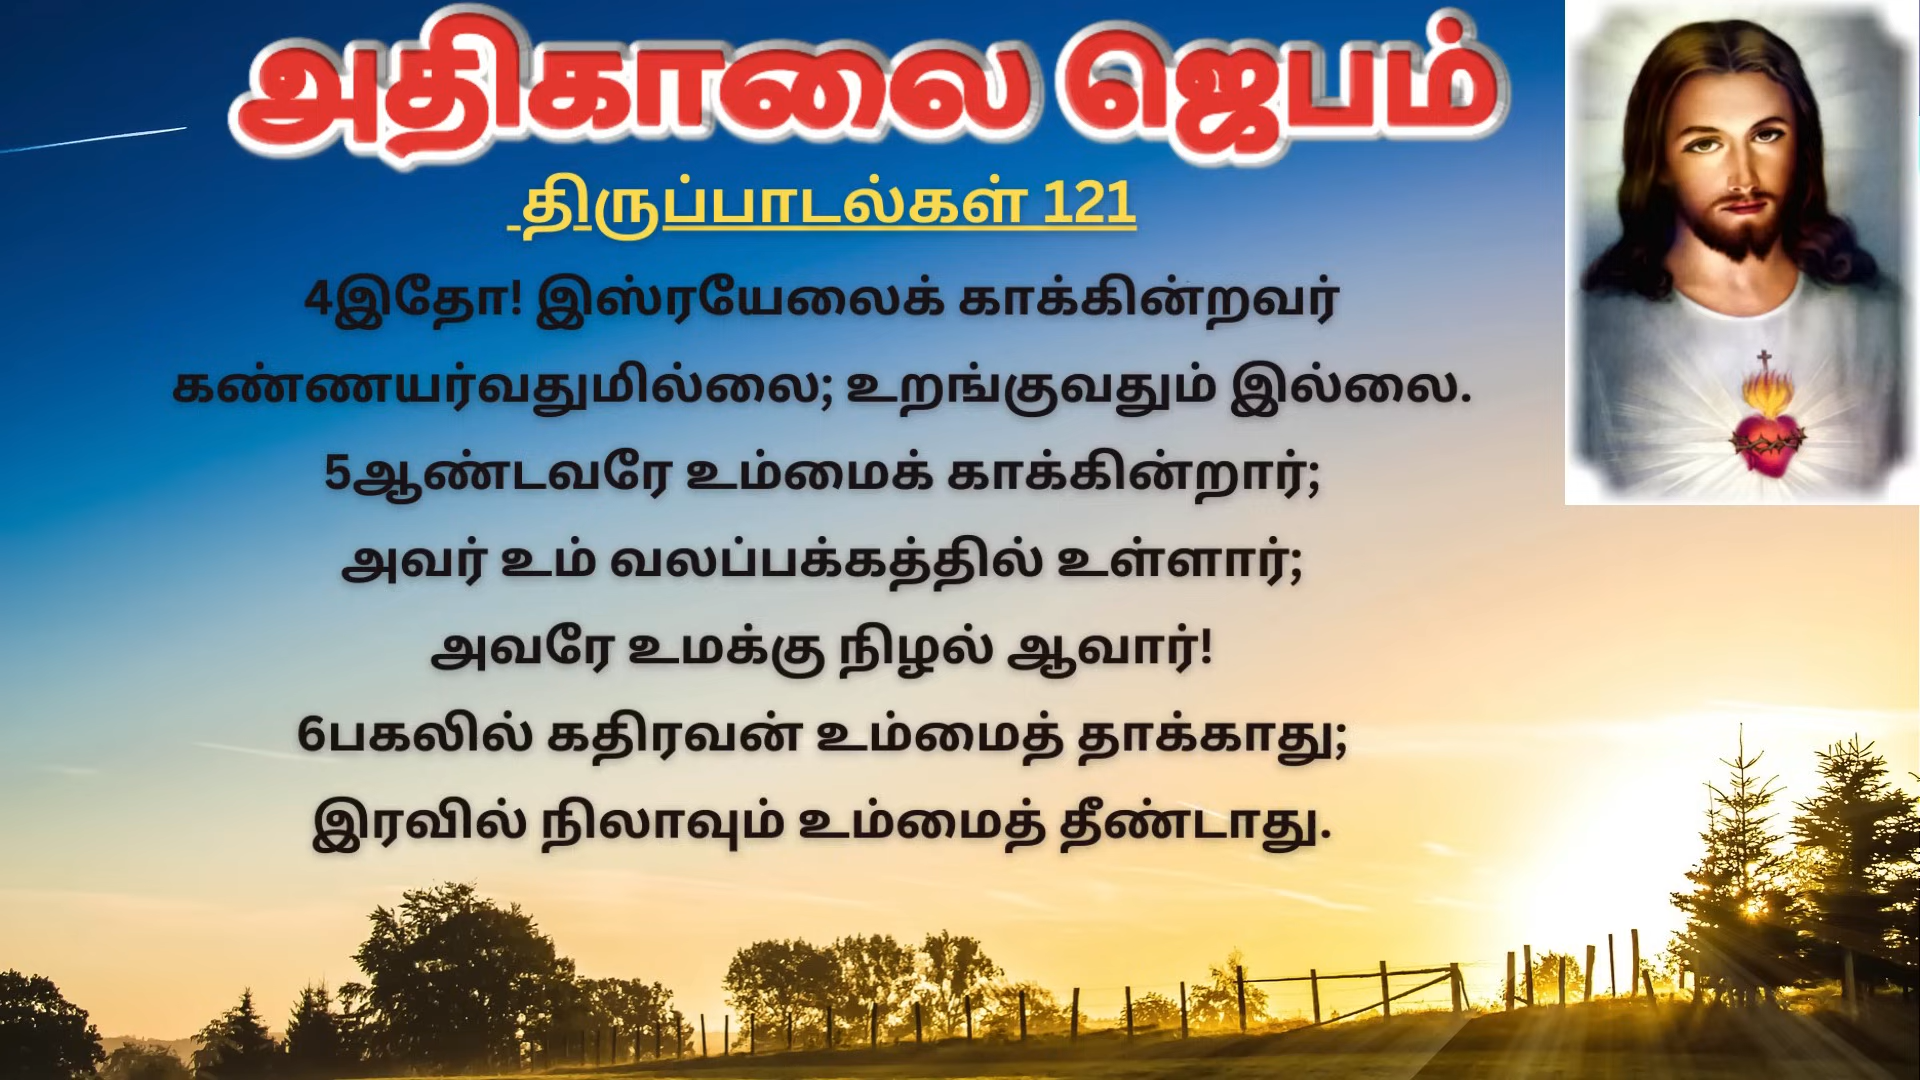 அதிகாலை ஜெபம்
திருப்பாடல்கள் 121
4இதோ! இஸ்ரயேலைக் காக்கின்றவர்
கண்ணயர்வதுமில்லை; உறங்குவதும் இல்லை.
5ஆண்டவரே உம்மைக் காக்கின்றார்;
அவர் உம் வலப்பக்கத்தில் உள்ளார்;
அவரே உமக்கு நிழல் ஆவார்!
6பகலில் கதிரவன் உம்மைத் தாக்காது;
இரவில் நிலாவும் உம்மைத் தீண்டாது.